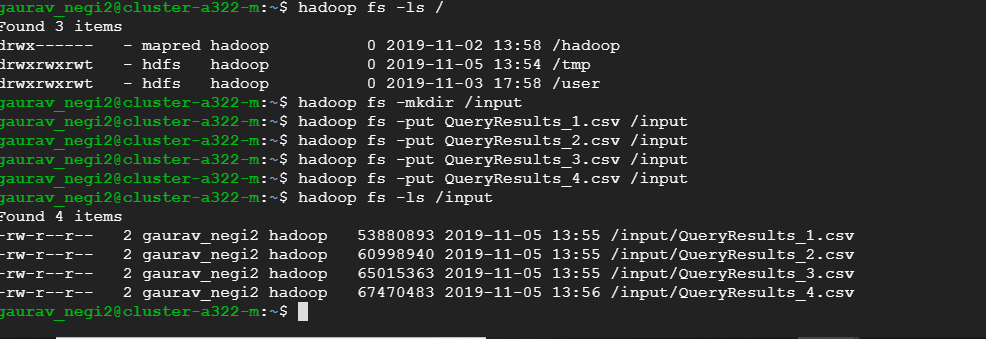 gaurav_negi2@cluster-a322-m:~$ hadoop fs -ls /
Found 3 items
drwx------   - mapred hadoop          0 2019-11-02 13:58 /hadoop
drwxrwxrwt   - hdfs   hadoop          0 2019-11-05 13:54 /tmp
drwxrwxrwt   - hdfs   hadoop          0 2019-11-03 17:58 /user
gaurav_negi2@cluster-a322-m:~$ hadoop fs -mkdir /input
gaurav_negi2@cluster-a322-m:~$ hadoop fs -put QueryResults_1.csv /input
gaurav_negi2@cluster-a322-m:~$ hadoop fs -put QueryResults_2.csv /input
gaurav_negi2@cluster-a322-m:~$ hadoop fs -put QueryResults_3.csv /input
gaurav_negi2@cluster-a322-m:~$ hadoop fs -put QueryResults_4.csv /input
gaurav_negi2@cluster-a322-m:~$ hadoop fs -ls /input
Found 4 items
-rw-r--r--   2 gaurav_negi2 hadoop   53880893 2019-11-05 13:55 /input/QueryResults_1.csv
-rw-r--r--   2 gaurav_negi2 hadoop   60998940 2019-11-05 13:55 /input/QueryResults_2.csv
-rw-r--r--   2 gaurav_negi2 hadoop   65015363 2019-11-05 13:55 /input/QueryResults_3.csv
-rw-r--r--   2 gaurav_negi2 hadoop   67470483 2019-11-05 13:56 /input/QueryResults_4.csv
gaurav_negi2@cluster-a322-m:~$